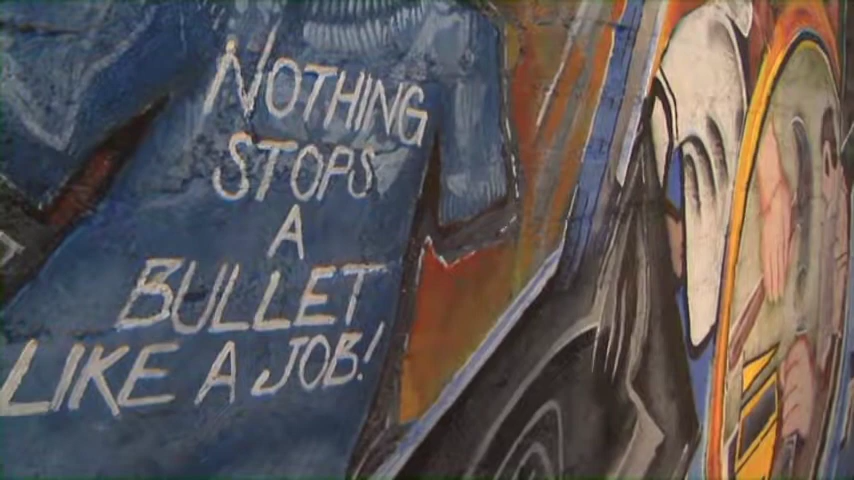 NOTHING
STOPS
A
BULLET
LIKE A JOB!